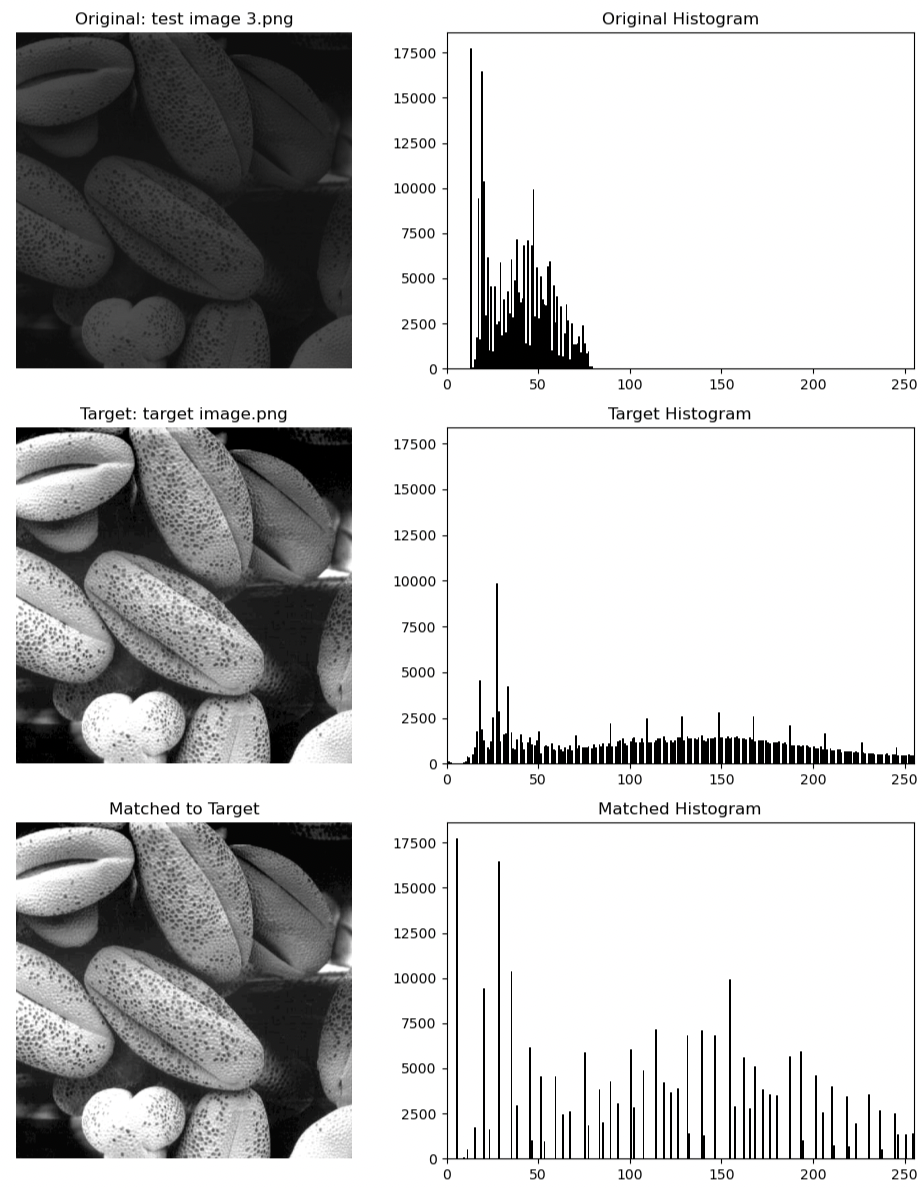 Original: test image 3.png
Original Histogram
17500
15000
12500
10000
7500
5000
2500
0
0 50 100 150 200 250
Target: target image.png
Target Histogram
17500
15000
12500
10000
7500
5000
2500
0
0 50 100 150 200 250
Matched to Target
Matched Histogram
17500
15000
12500
10000
7500
5000
2500
0
0 50 100 150 200 250